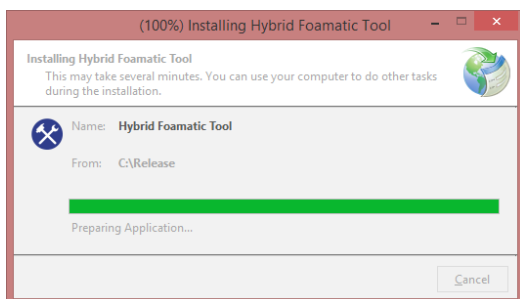 (100%) Installing Hybrid Foamatic Tool
Installing Hybrid Foamatic Tool
This may take several minutes. You can use your computer to do other tasks
during the installation.
Name: Hybrid Foamatic Tool
From: C:\Release
Preparing Application...
Cancel